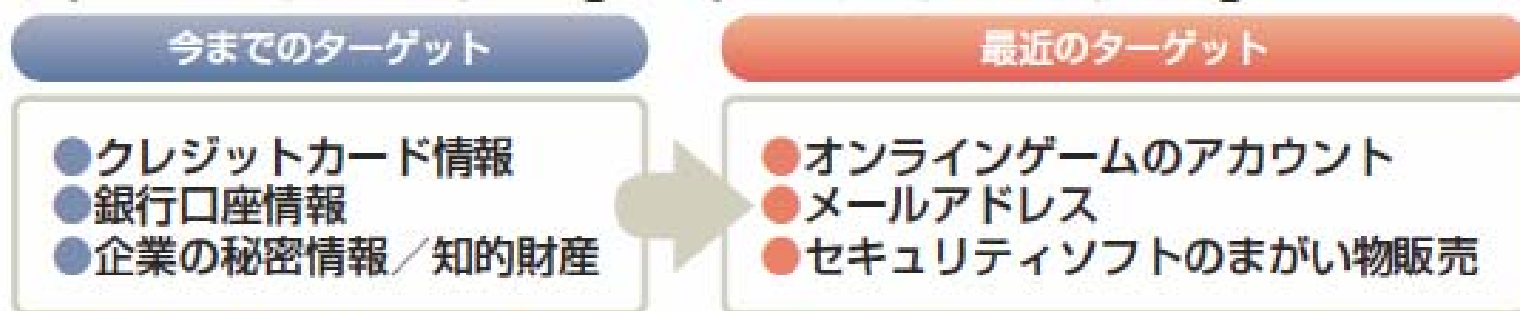 今までのターゲット
●クレジットカード情報
●銀行口座情報
●企業の秘密情報／知的財産
最近のターゲット
●オンラインゲームのアカウント
●メールアドレス
●セキュリティソフトのまがい物販売